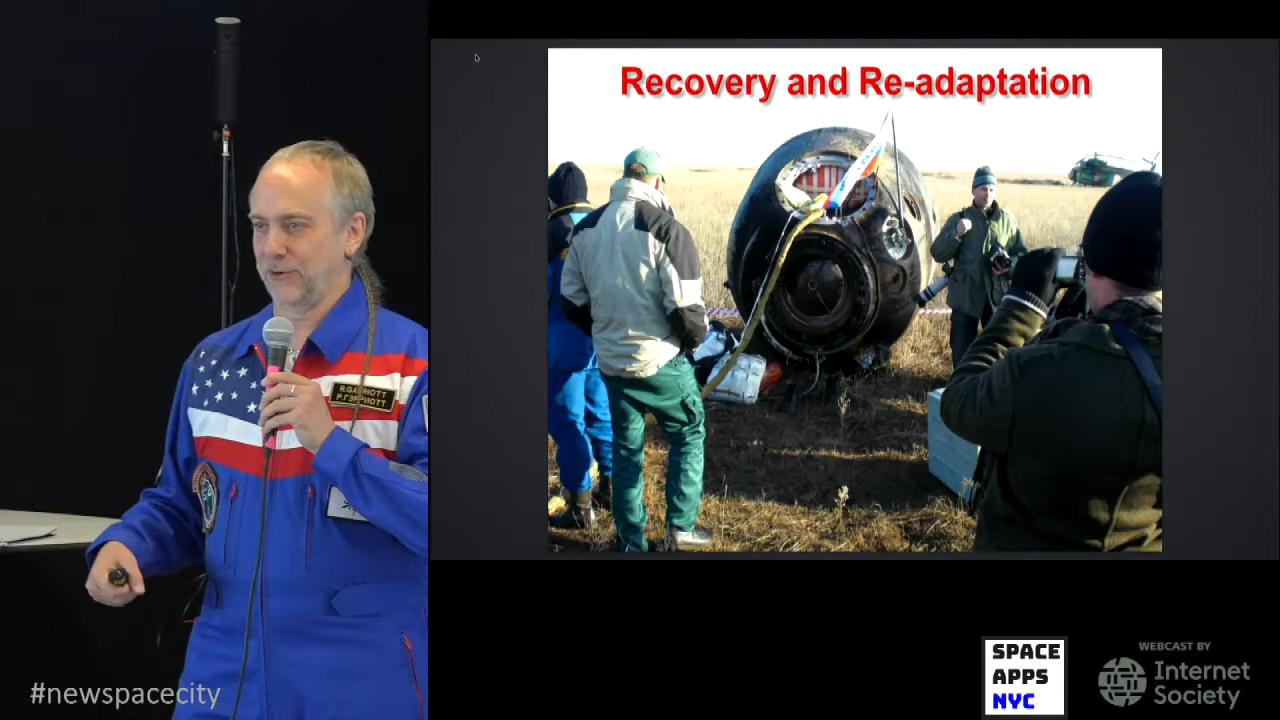 Recovery and Re-adaptation
R.GARRIOTT
Р.ГЭРРИОТТ
#newspacecity
SPACE
APPS
NYC
WEBCAST BY
Internet
Society